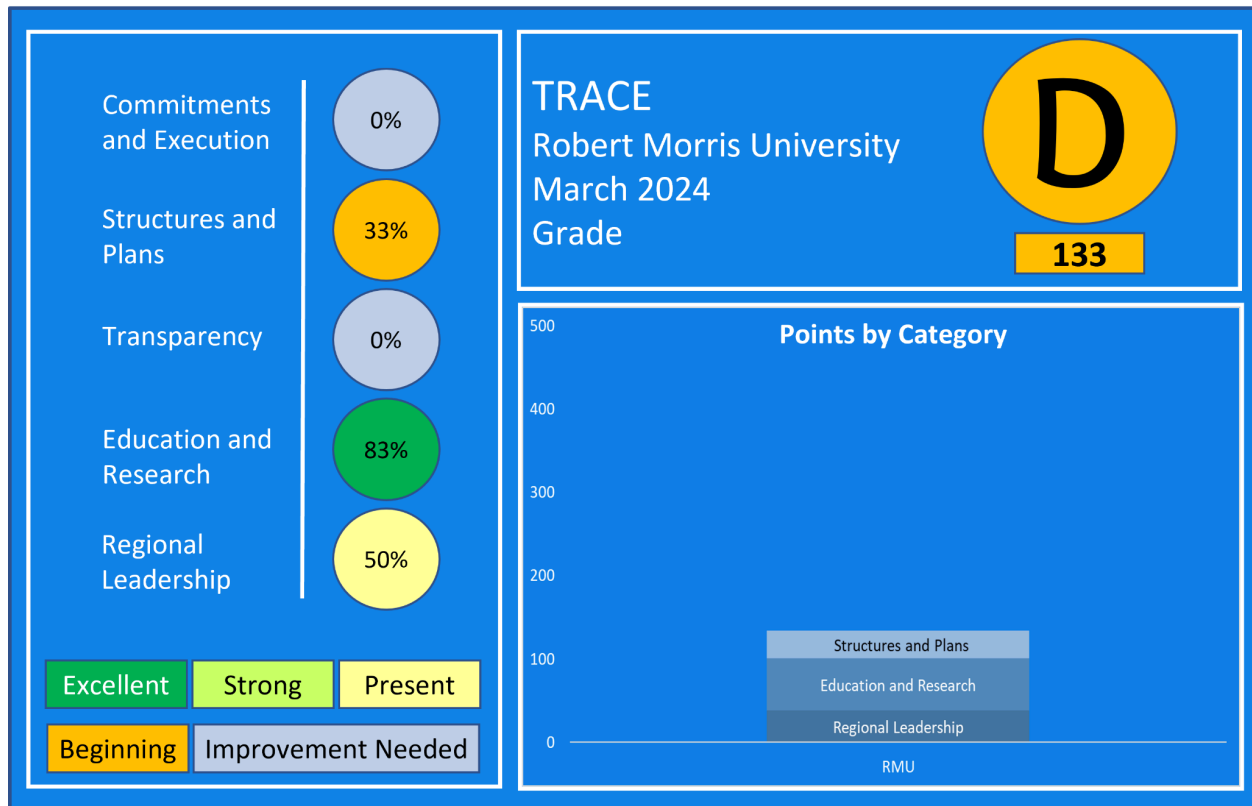 Commitments
and Execution
0%
Structures and
Plans
33%
Transparency
0%
Education and
Research
83%
Regional
Leadership
50%
Excellent
Strong
Present
Beginning
Improvement Needed
TRACE
Robert Morris University
March 2024
Grade
D
133
Points by Category
500
400
300
200
100
0
Structures and Plans
Education and Research
Regional Leadership
RMU